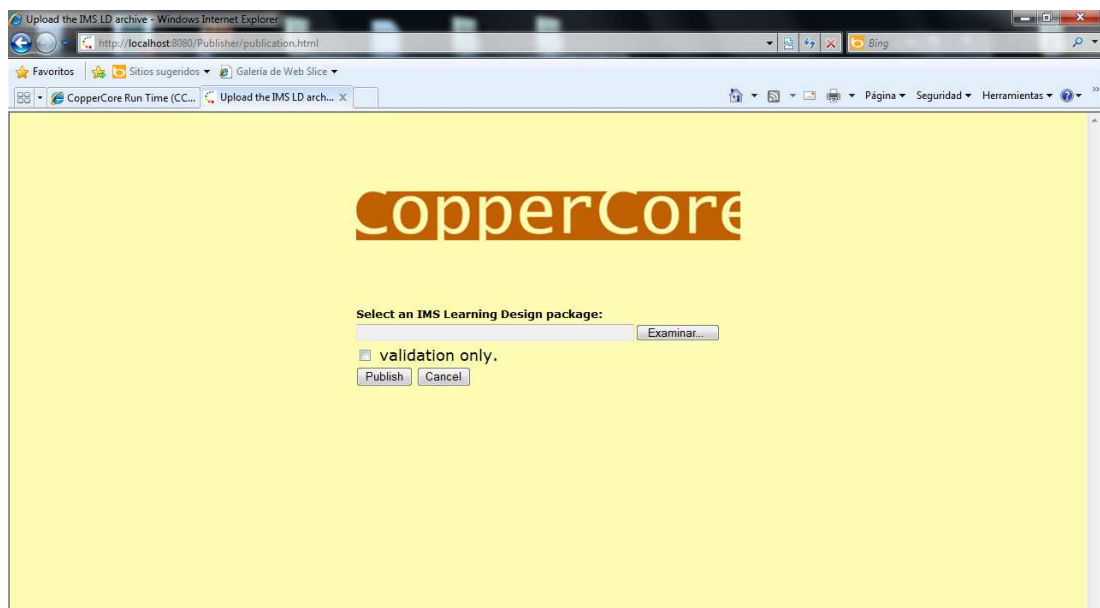 Upload the IMS LD archive - Windows Internet Explorer
http://localhost:8080/Publisher/publication.html
Bing
Favoritos Sitios sugeridos Galería de Web Slice
CopperCore Run Time (CC... Upload the IMS LD arch... X Página Seguridad Herramientas
CopperCore
Select an IMS Learning Design package:
Examinar...
validation only.
Publish Cancel